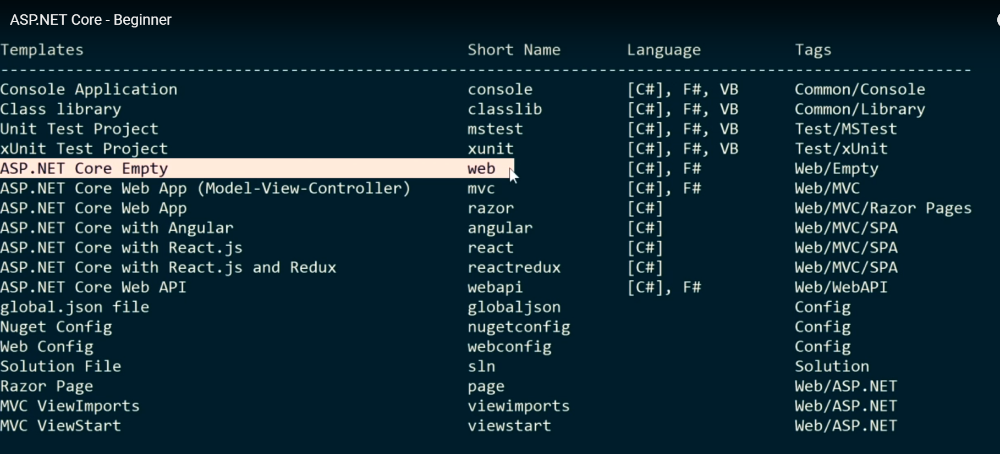 ASP.NET Core - Beginner
Templates Short Name Language Tags
--------------------------------------------------------------------------------------------------------
Console Application console [C#], F#, VB Common/Console
Class library classlib [C#], F#, VB Common/Library
Unit Test Project mstest [C#], F#, VB Test/MSTest
xUnit Test Project xunit [C#], F#, VB Test/xUnit
ASP.NET Core Empty web [C#], F# Web/Empty
ASP.NET Core Web App (Model-View-Controller) mvc [C#], F# Web/MVC
ASP.NET Core Web App razor [C#] Web/MVC/Razor Pages
ASP.NET Core with Angular angular [C#] Web/MVC/SPA
ASP.NET Core with React.js react [C#] Web/MVC/SPA
ASP.NET Core with React.js and Redux reactredux [C#] Web/MVC/SPA
ASP.NET Core Web API webapi [C#], F# Web/WebAPI
global.json file globaljson Config
Nuget Config nugetconfig Config
Web Config webconfig Config
Solution File sln Solution
Razor Page page Web/ASP.NET
MVC ViewImports viewimports Web/ASP.NET
MVC ViewStart viewstart Web/ASP.NET